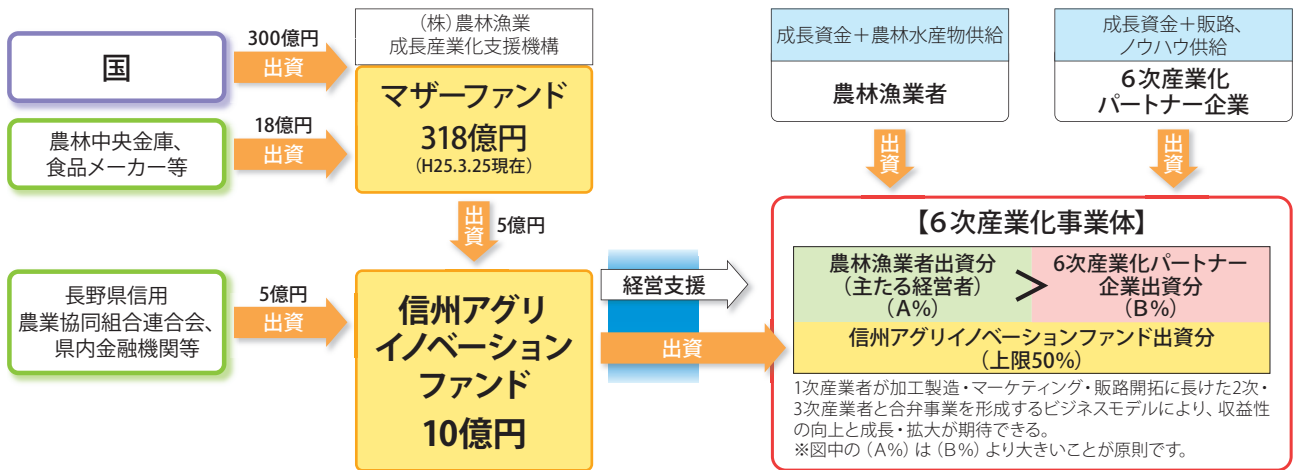 国
300億円
出資
農林中央金庫、
食品メーカー等
18億円
出資
(株)農林漁業
成長産業化支援機構
マザーファンド
318億円
(H25.3.25現在)
出資
5億円
長野県信用
農業協同組合連合会、
県内金融機関等
5億円
出資
信州アグリ
イノベーション
ファンド
10億円
経営支援
出資
成長資金+農林水産物供給
農林漁業者
出資
成長資金+販路、
ノウハウ供給
6次産業化
パートナー企業
出資
【6次産業化事業体】
農林漁業者出資分
(主たる経営者)
(A%)
>
6次産業化パートナー
企業出資分
(B%)
信州アグリイノベーションファンド出資分
(上限50%)
1次産業者が加工製造・マーケティング・販路開拓に長けた2次・
3次産業者と合弁事業を形成するビジネスモデルにより、収益性
の向上と成長・拡大が期待できる。
※図中の(A%)は(B%)より大きいことが原則です。